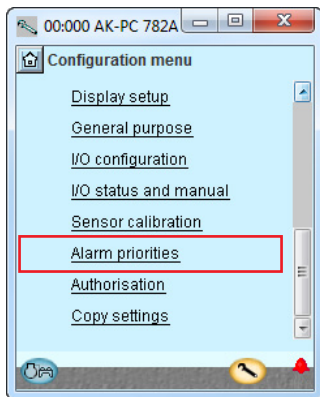 00:000 AK-PC 782A
Configuration menu
Display setup
General purpose
I/O configuration
I/O status and manual
Sensor calibration
Alarm priorities
Authorisation
Copy settings